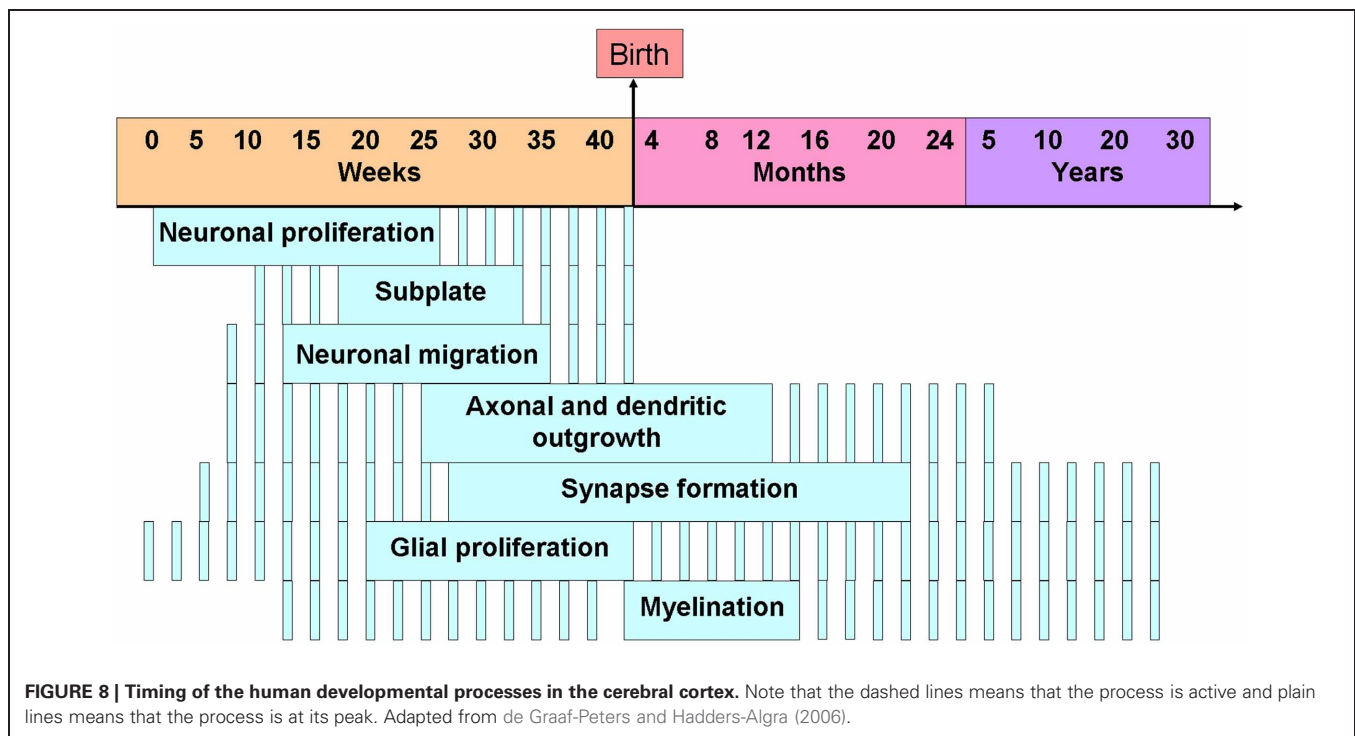 Birth
0 5 10 15 20 25 30 35 40 4 8 12 16 20 24 5 10 20 30
Weeks Months Years
Neuronal proliferation
Subplate
Neuronal migration
Axonal and dendritic
outgrowth
Synapse formation
Glial proliferation
Myelination
FIGURE 8 | Timing of the human developmental processes in the cerebral cortex. Note that the dashed lines means that the process is active and plain
lines means that the process is at its peak. Adapted from de Graaf-Peters and Hadders-Algra (2006).